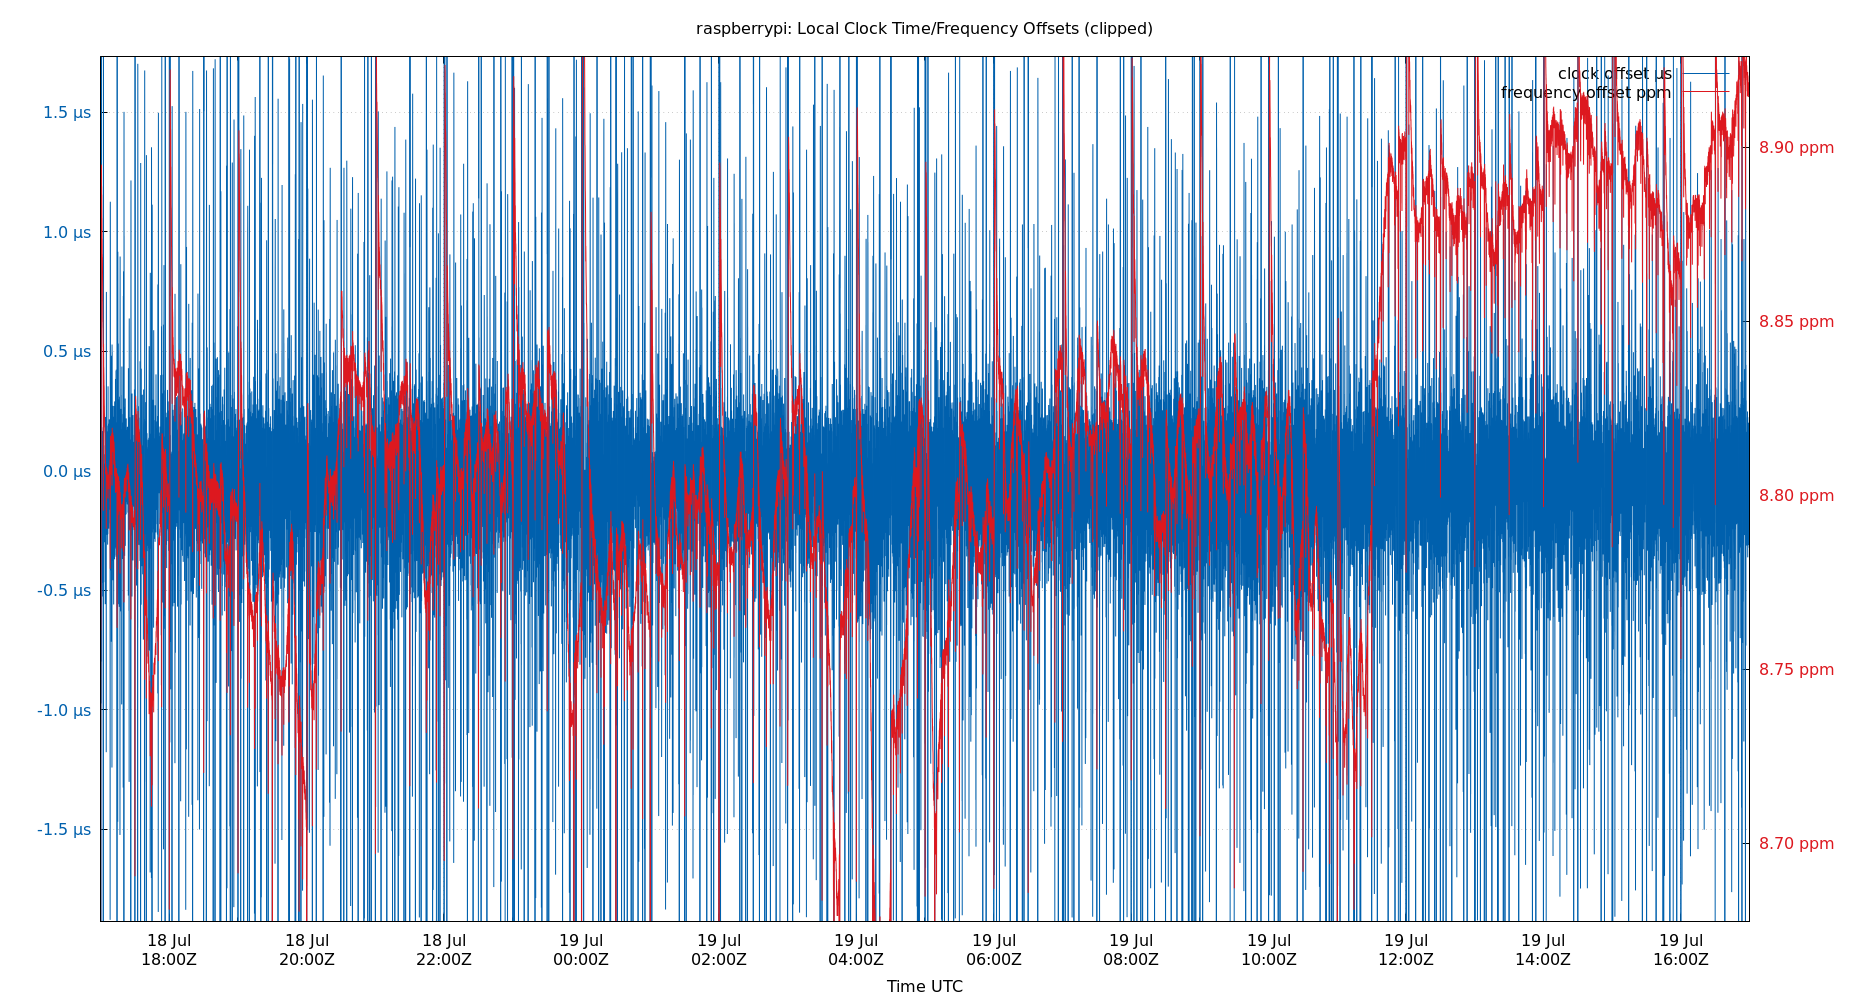 raspberrypi: Local Clock Time/Frequency Offsets (clipped)
clock offset µs
frequency offset ppm
1.5 µs
1.0 µs
0.5 µs
0.0 µs
-0.5 µs
-1.0 µs
-1.5 µs
8.90 ppm
8.85 ppm
8.80 ppm
8.75 ppm
8.70 ppm
18 Jul 18 Jul 18 Jul 19 Jul 19 Jul 19 Jul 19 Jul 19 Jul 19 Jul 19 Jul 19 Jul 19 Jul
18:00Z 20:00Z 22:00Z 00:00Z 02:00Z 04:00Z 06:00Z 08:00Z 10:00Z 12:00Z 14:00Z 16:00Z
Time UTC